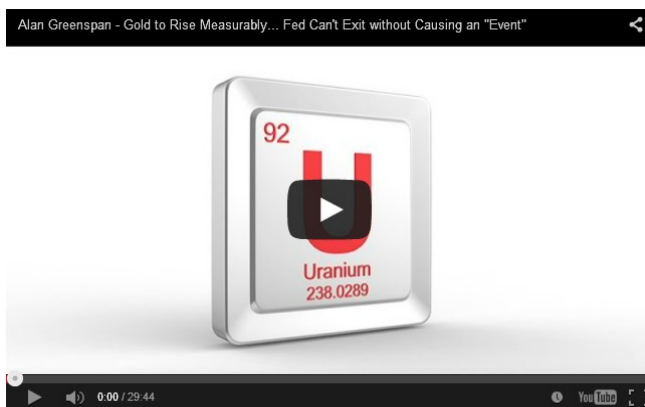 Alan Greenspan - Gold to Rise Measurably... Fed Can't Exit without Causing an "Event"
92
U
Uranium
238.0289
0:00 / 29:44
YouTube